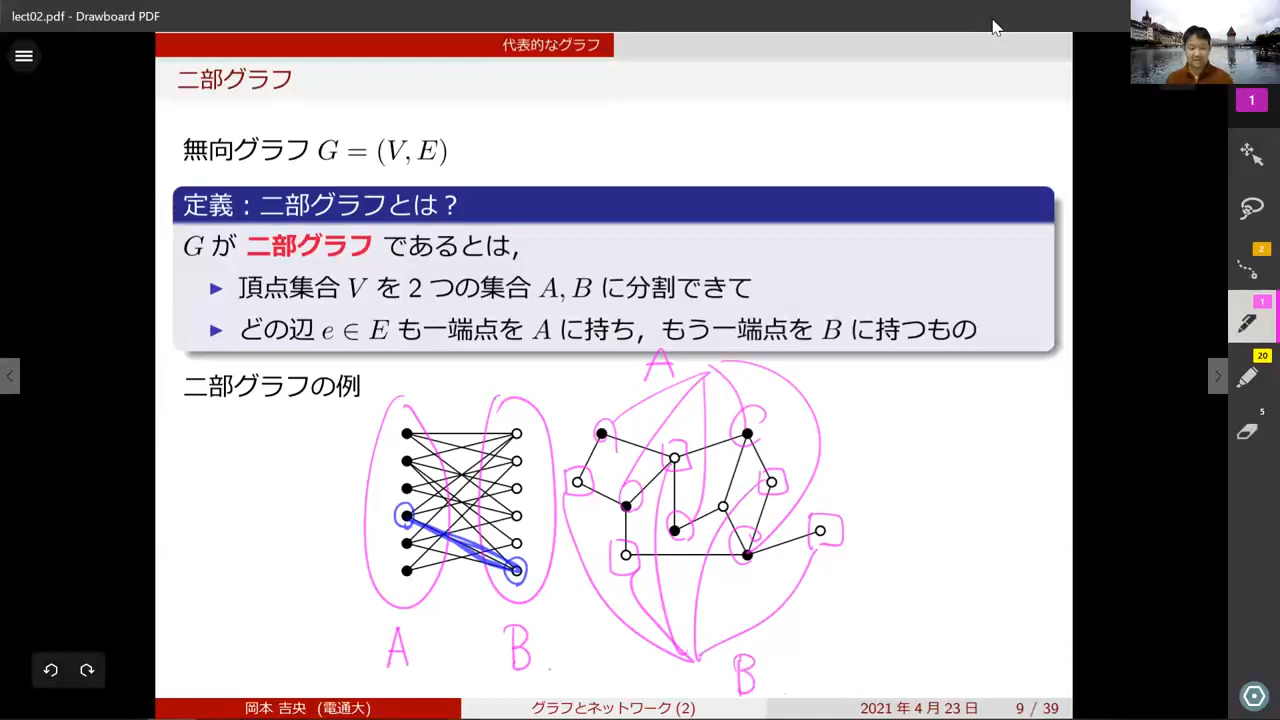 lect02.pdf - Drawboard PDF
代表的なグラフ
二部グラフ
無向グラフ G = (V, E)
定義：二部グラフとは？
G が 二部グラフ であるとは，
▶ 頂点集合 V を 2 つの集合 A, B に分割できて
▶ どの辺 e ∈ E も一端点を A に持ち，もう一端点を B に持つもの
二部グラフの例
A
A
B
B
岡本 吉央 (電通大)
グラフとネットワーク (2)
2021 年 4 月 23 日
9 / 39
1
2
1
20
5